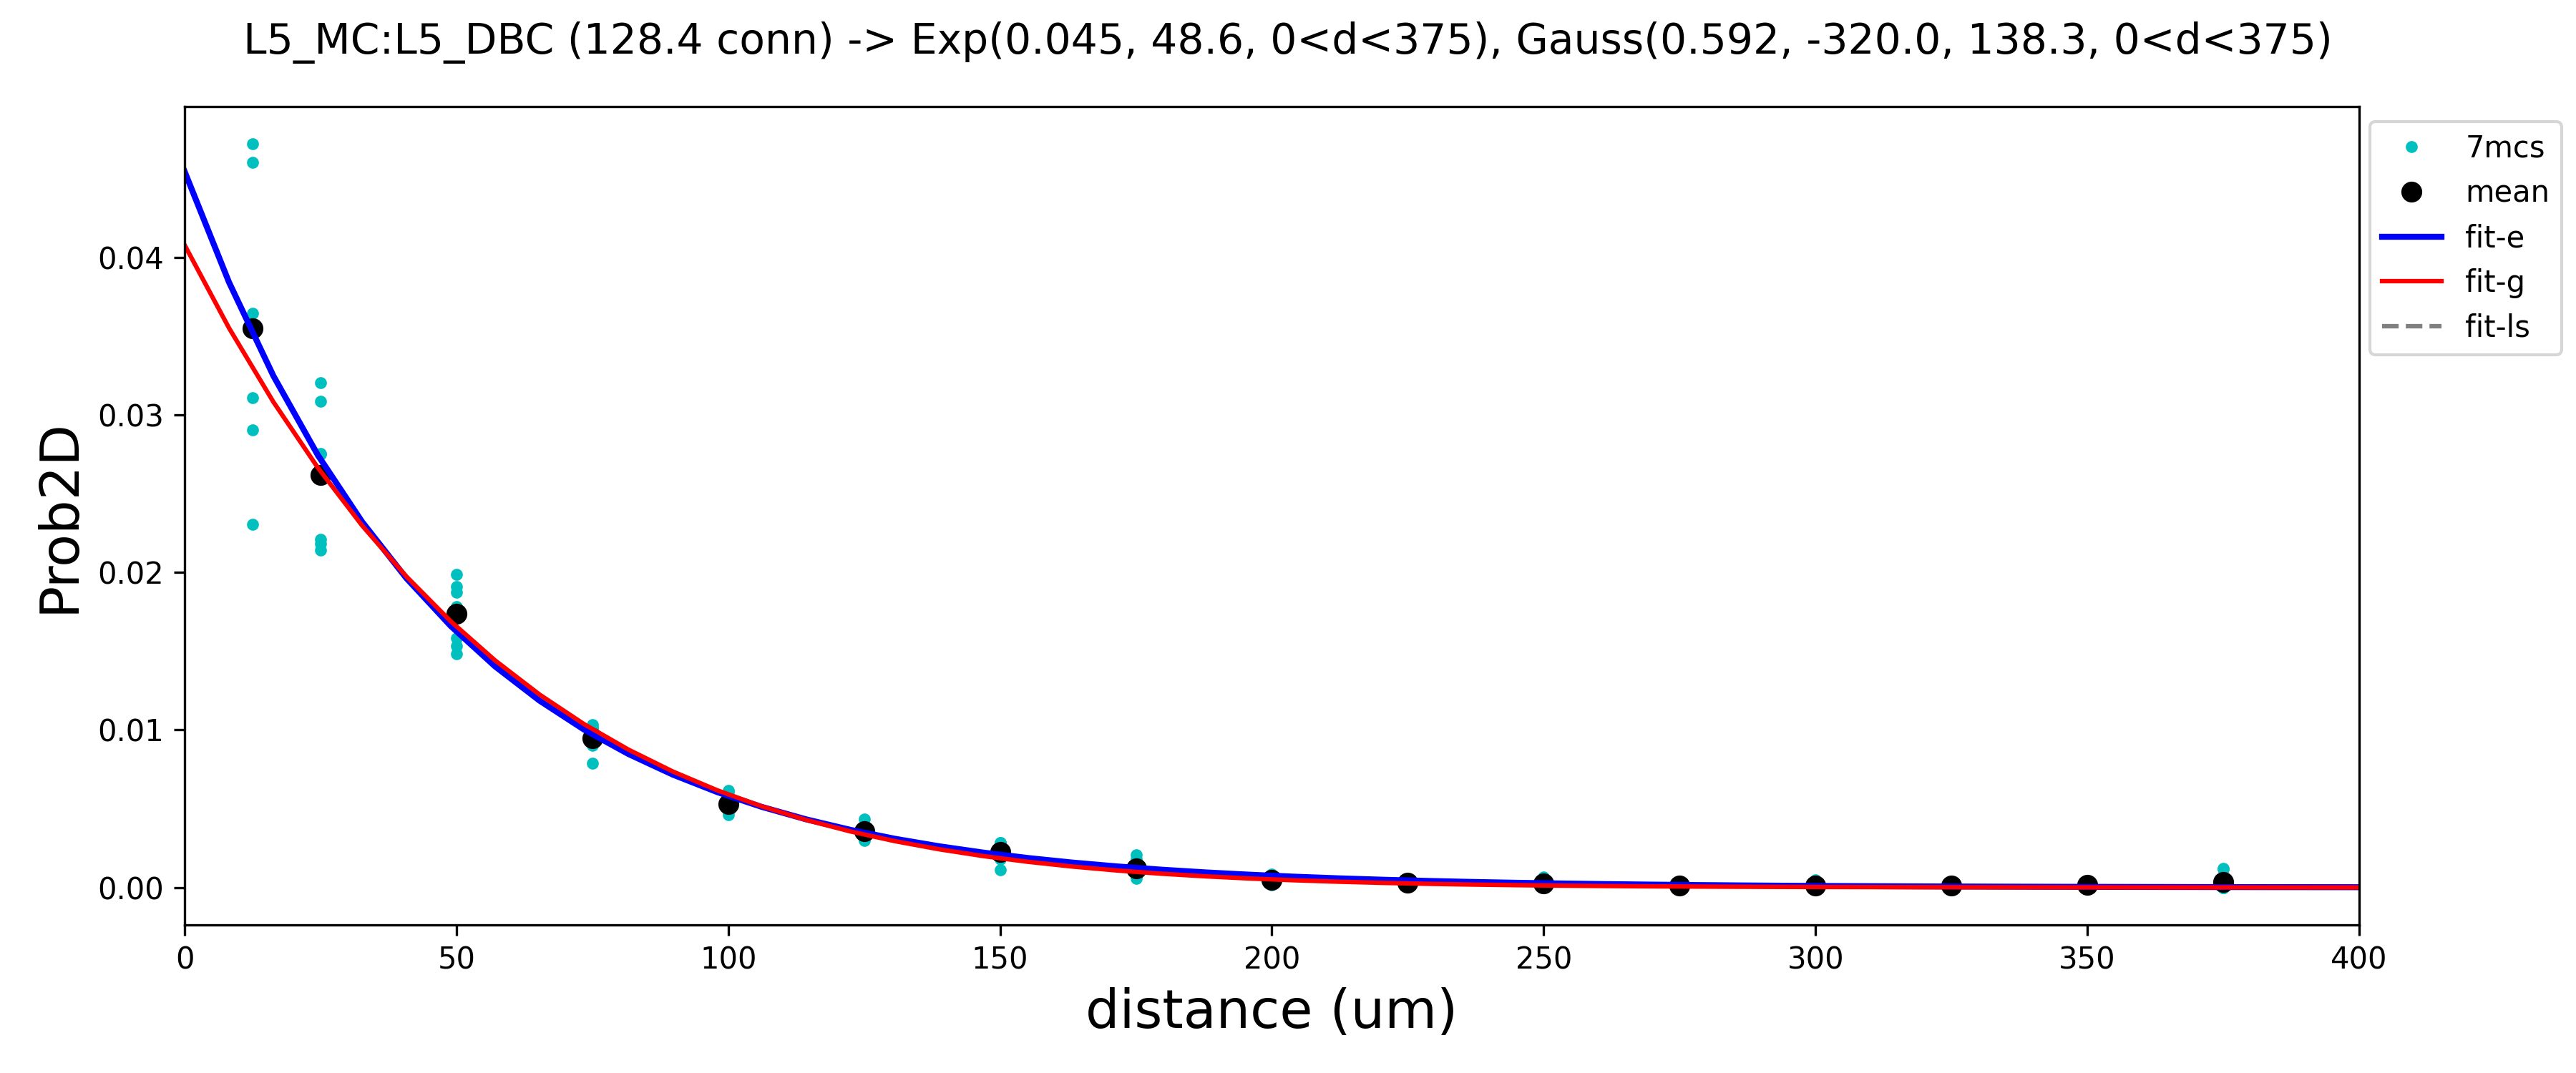 L5_MC:L5_DBC (128.4 conn) -> Exp(0.045, 48.6, 0<d<375), Gauss(0.592, -320.0, 138.3, 0<d<375)
7mcs
mean
fit-e
fit-g
fit-ls
Prob2D
0.04
0.03
0.02
0.01
0.00
0 50 100 150 200 250 300 350 400
distance (um)